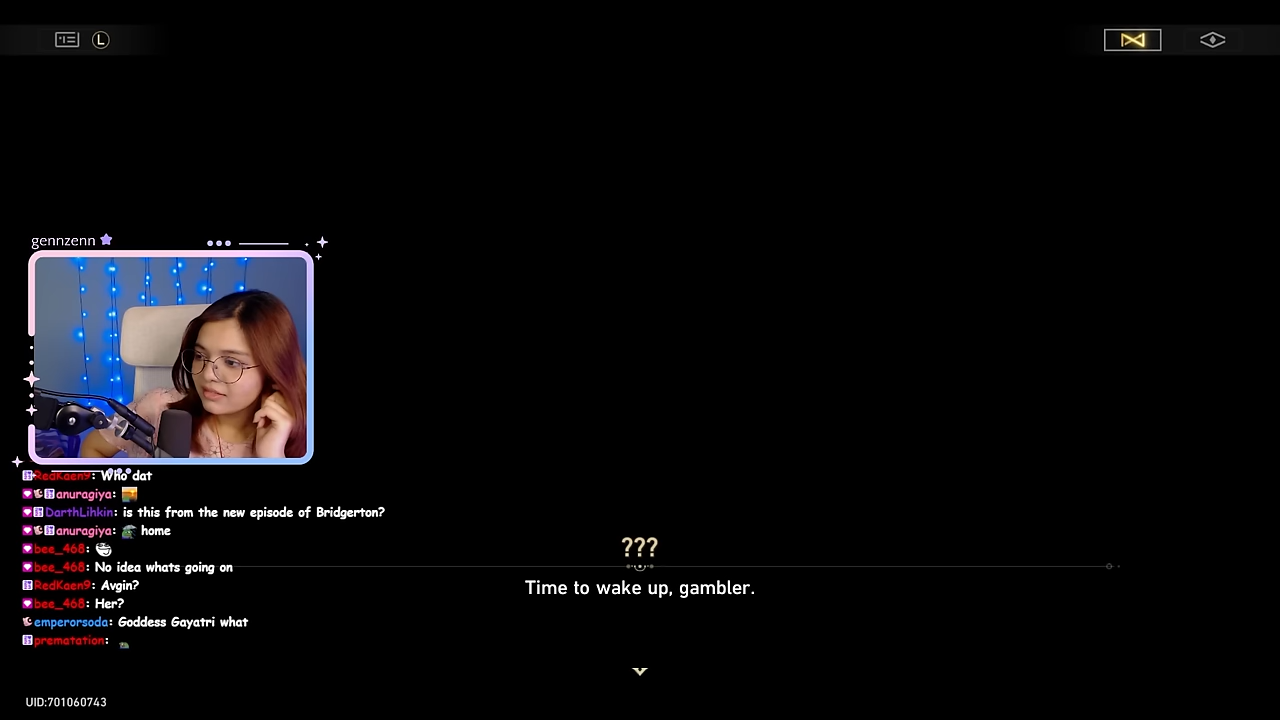 L
gennzenn
RedKaen9: Who dat
anuragiya:
DarthLihkin: is this from the new episode of Bridgerton?
anuragiya: home
bee_468:
bee_468: No idea whats going on
RedKaen9: Avgin?
bee_468: Her?
emperorsoda: Goddess Gayatri what
prematation:
???
Time to wake up, gambler.
UID:701060743